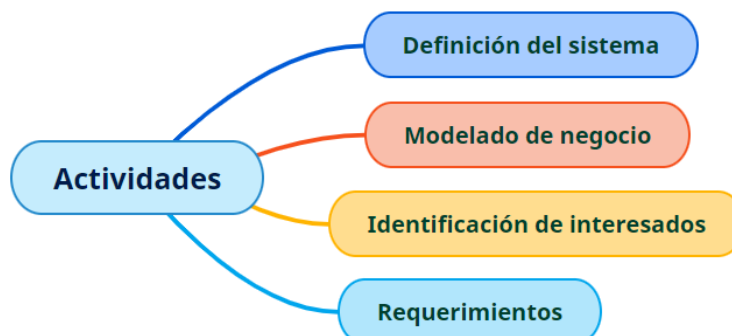 Definición del sistema
Modelado de negocio
Actividades
Identificación de interesados
Requerimientos